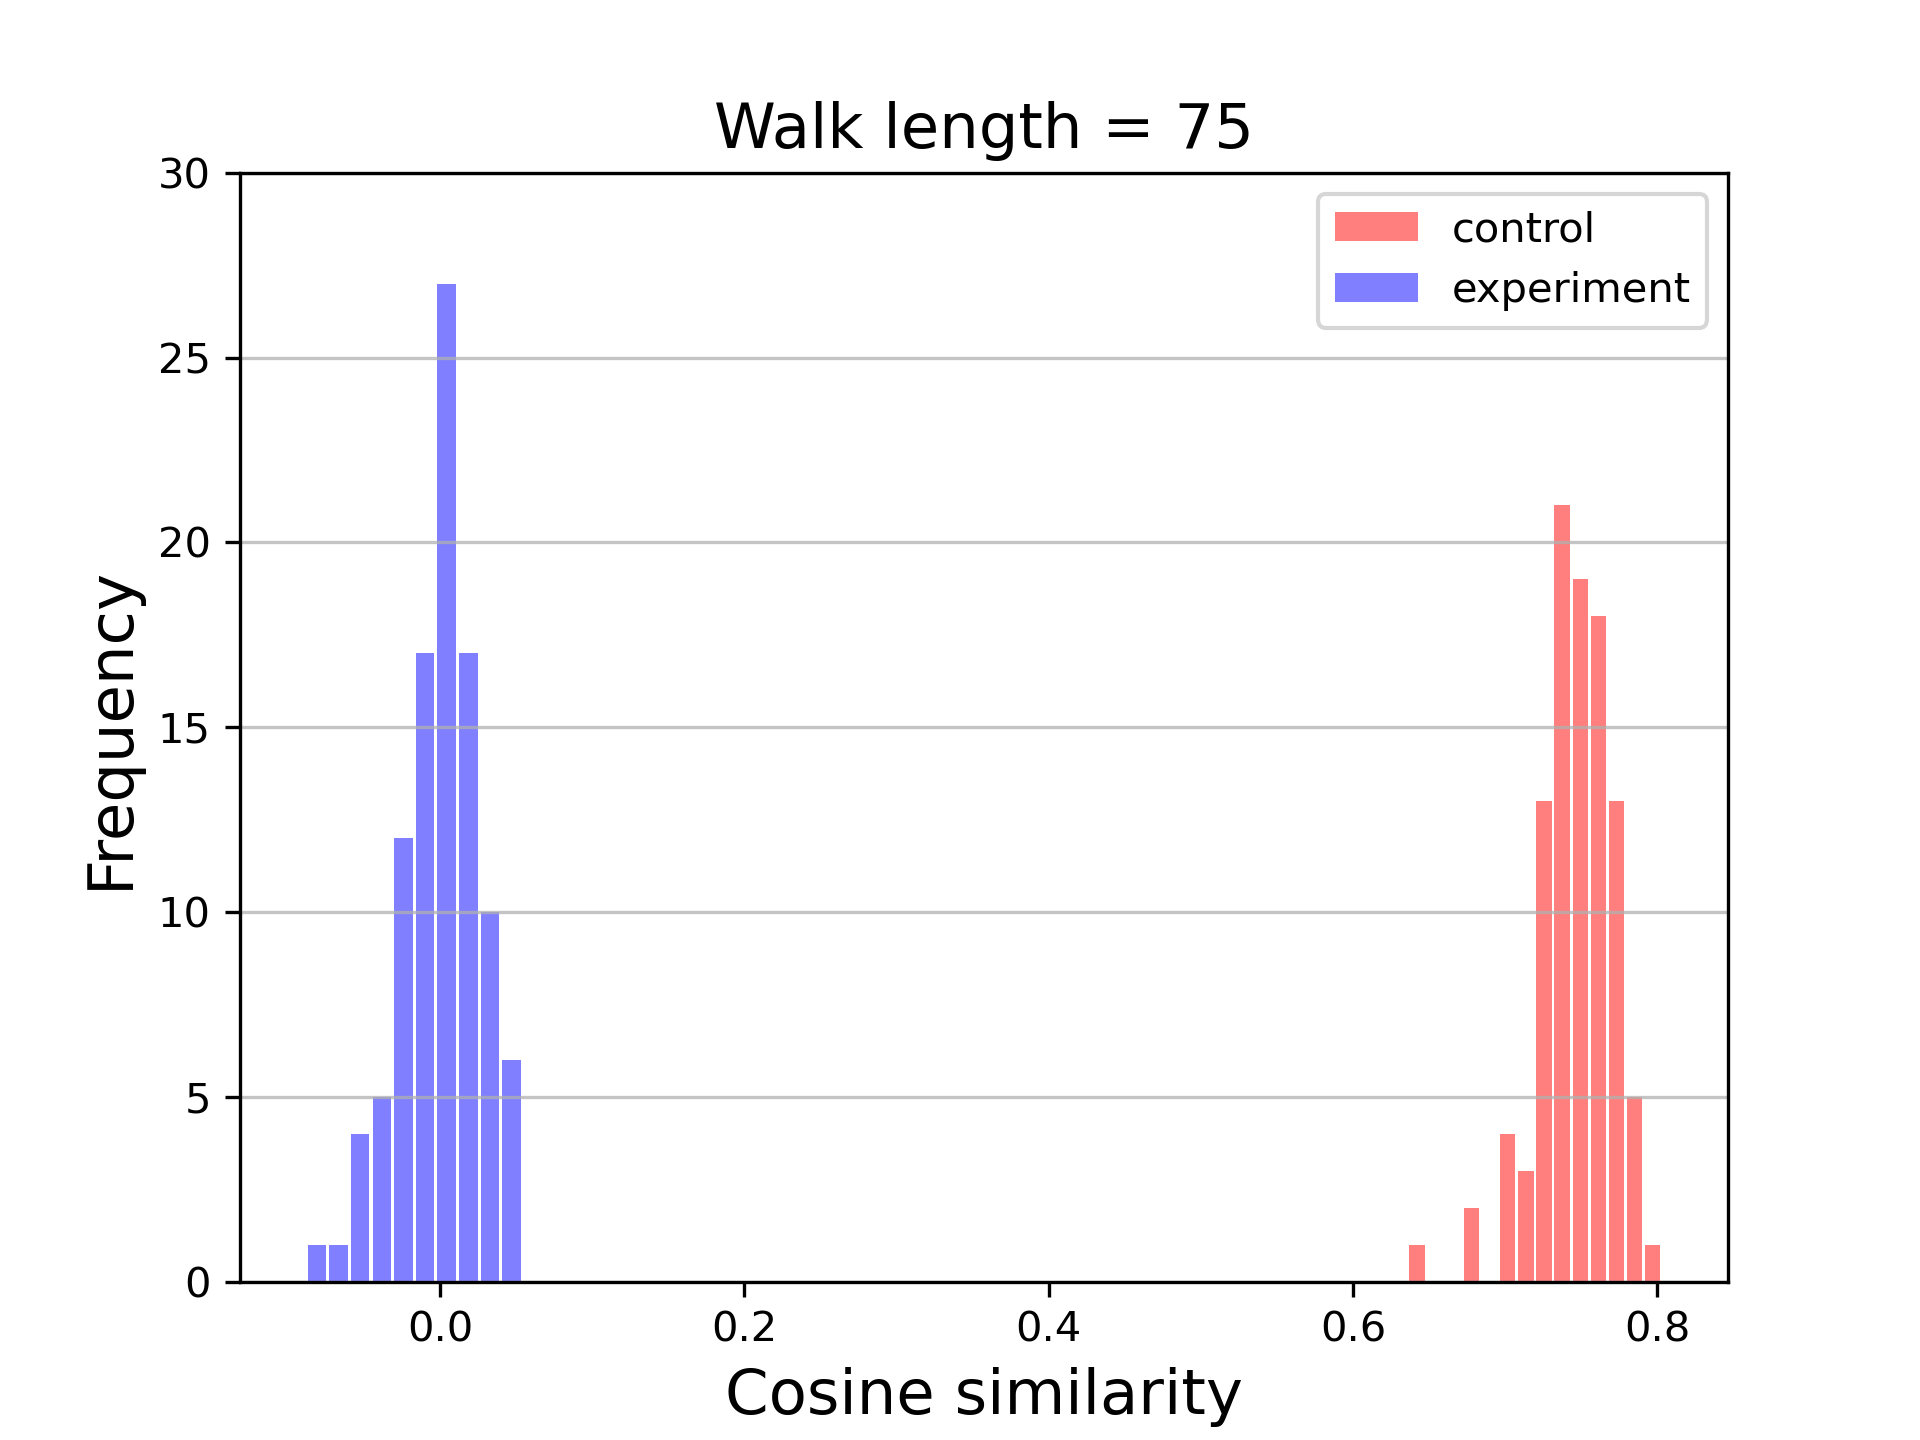 Walk length = 75
30
25
20
15
10
5
0
Frequency
control
experiment
0.0 0.2 0.4 0.6 0.8
Cosine similarity